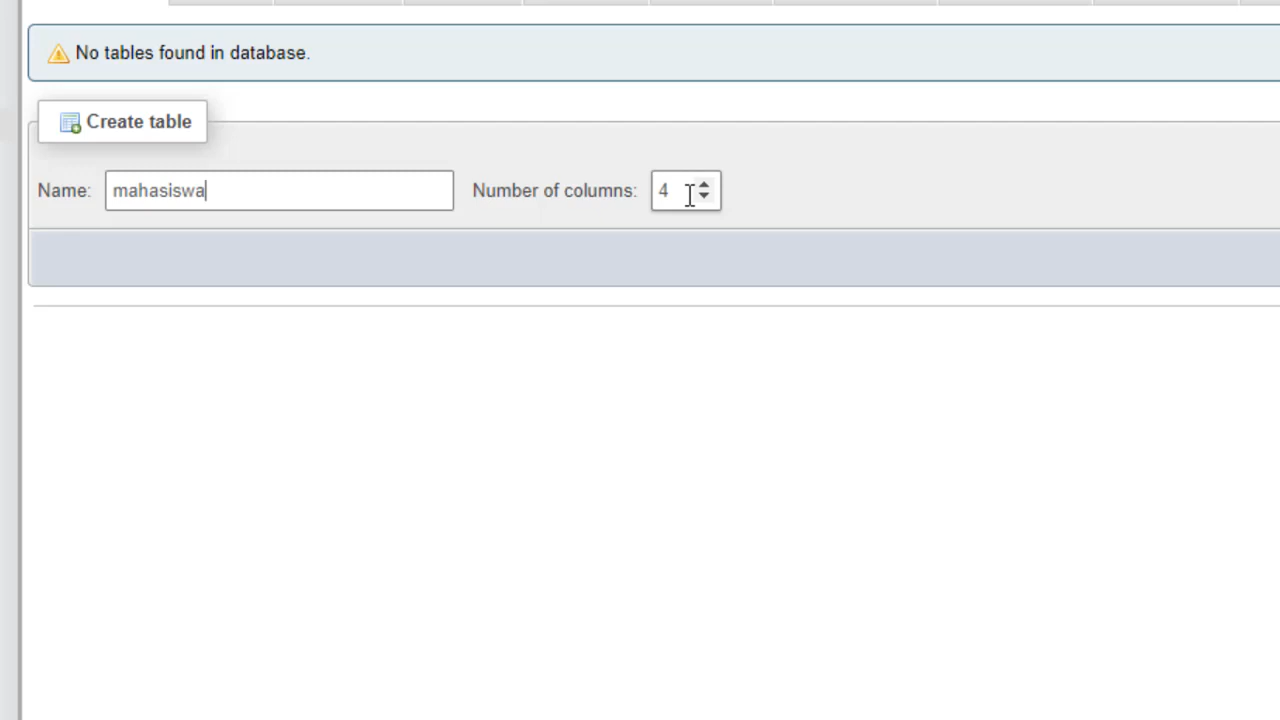 No tables found in database.
Create table
Name: mahasiswa Number of columns: 4